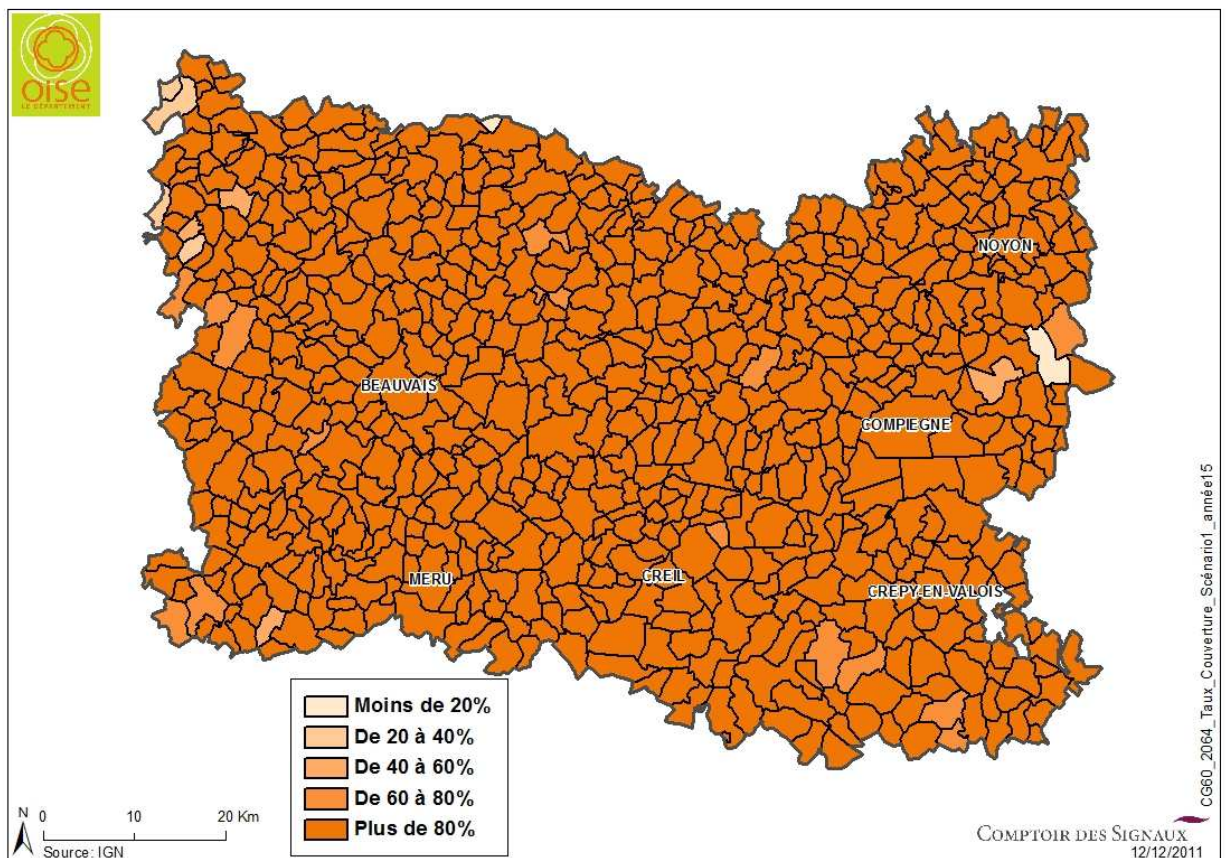 oise
LE DÉPARTEMENT
NOYON
BEAUVAIS
COMPIEGNE
MERU
CREIL
CREPY-EN-VALOIS
Moins de 20%
De 20 à 40%
De 40 à 60%
De 60 à 80%
Plus de 80%
N
0 10 20 Km
Source: IGN
CG60_2064_Taux_Couverture_Scénario1_année15
COMPTOIR DES SIGNAUX
12/12/2011